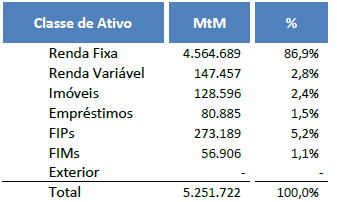 Classe de Ativo MtM %
Renda Fixa 4.564.689 86,9%
Renda Variável 147.457 2,8%
Imóveis 128.596 2,4%
Empréstimos 80.885 1,5%
FIPs 273.189 5,2%
FIMs 56.906 1,1%
Exterior - -
Total 5.251.722 100,0%